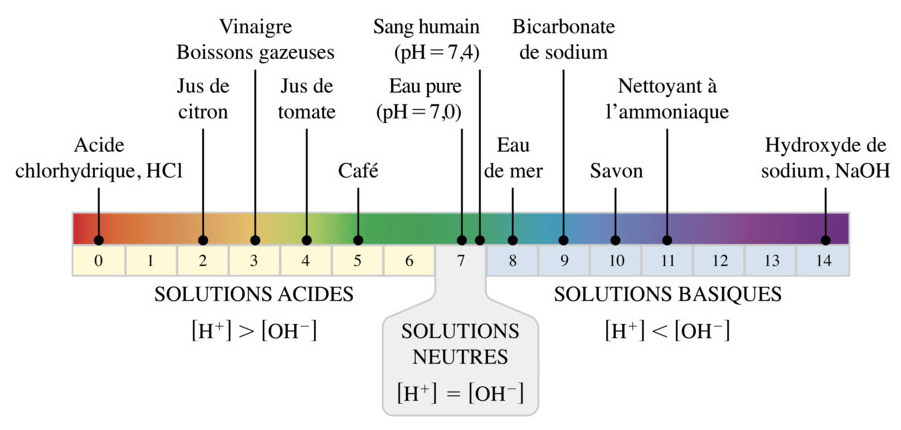 Vinaigre
Boissons gazeuses
Sang humain
(pH = 7,4)
Bicarbonate
de sodium
Jus de
citron
Jus de
tomate
Eau pure
(pH = 7,0)
Nettoyant à
l’ammoniaque
Acide
chlorhydrique, HCl
Café
Eau
de mer
Savon
Hydroxyde de
sodium, NaOH
0 1 2 3 4 5 6 7 8 9 10 11 12 13 14
SOLUTIONS ACIDES
[H⁺] > [OH⁻]
SOLUTIONS
NEUTRES
[H⁺] = [OH⁻]
SOLUTIONS BASIQUES
[H⁺] < [OH⁻]